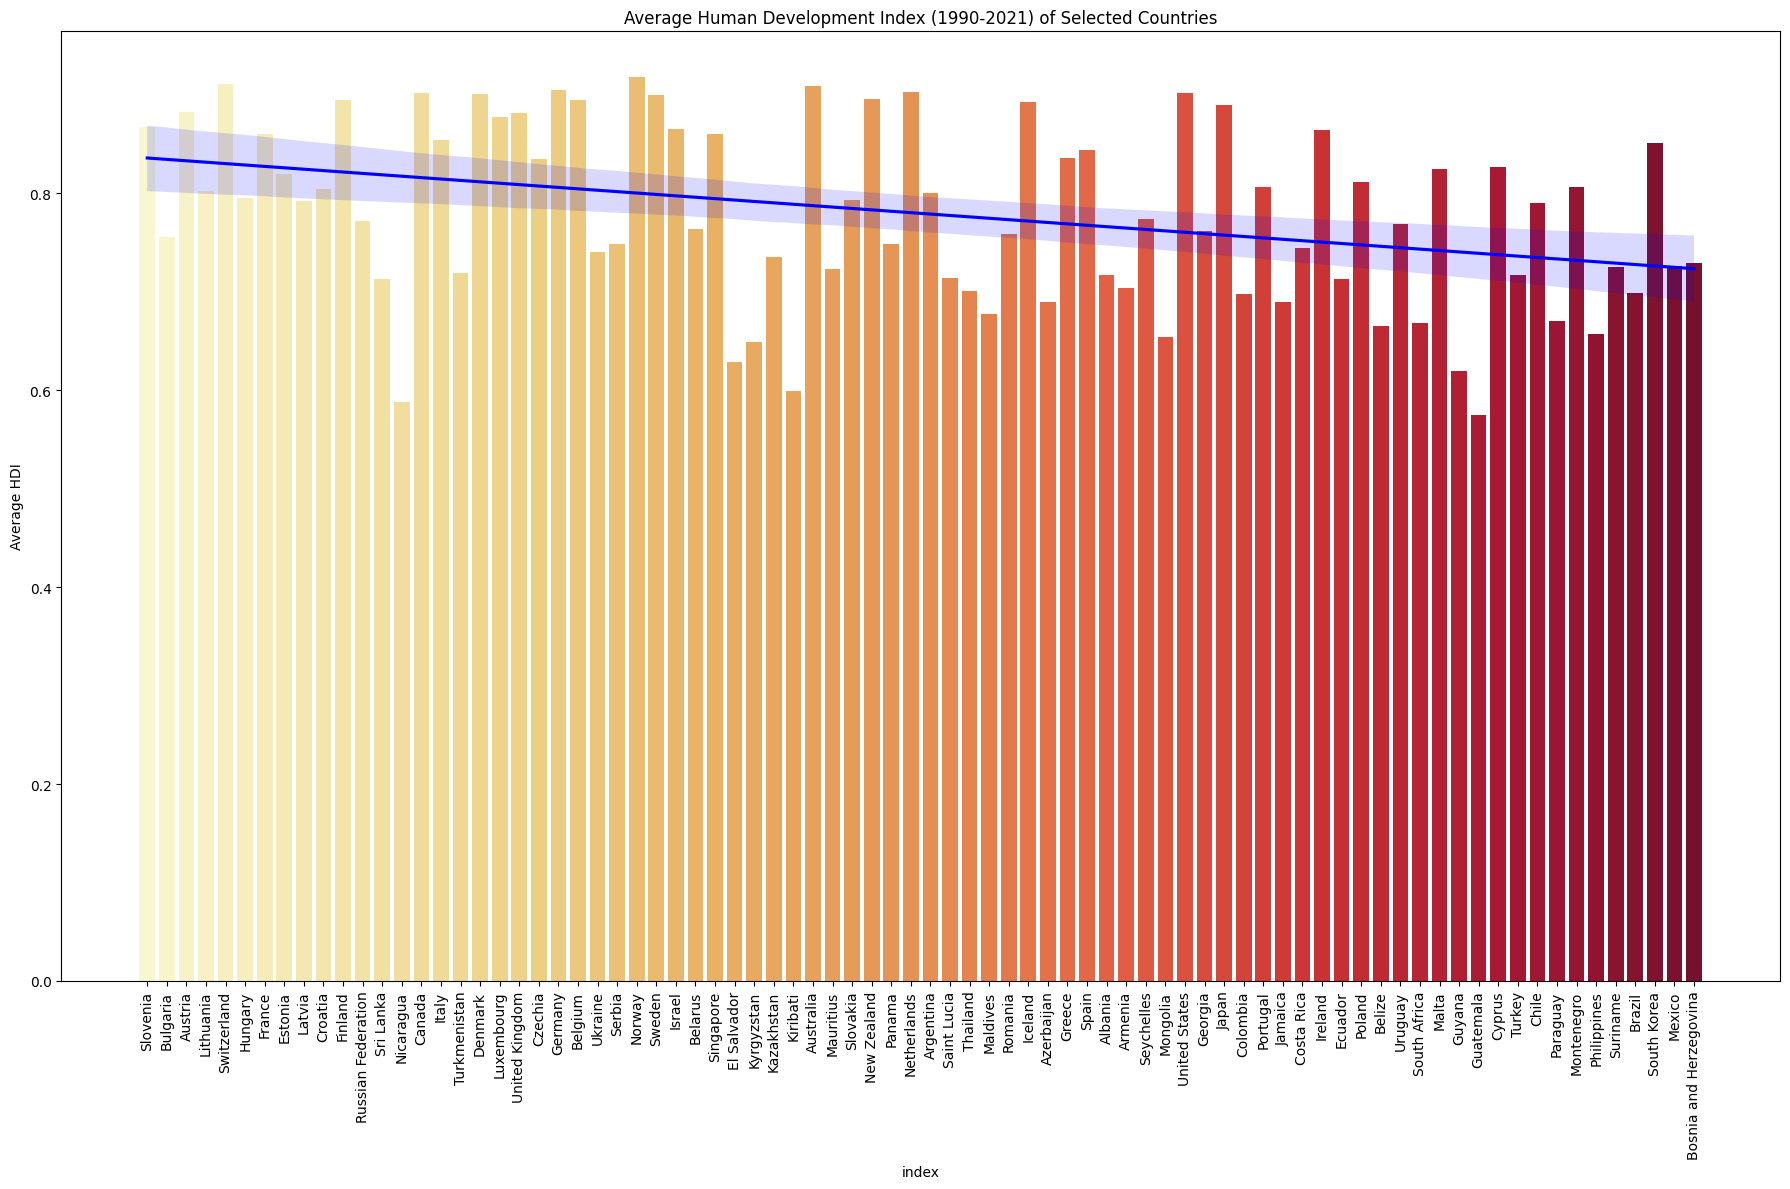 Average Human Development Index (1990-2021) of Selected Countries
Average HDI
0.8
0.6
0.4
0.2
0.0
Slovenia
Bulgaria
Austria
Lithuania
Switzerland
Hungary
France
Estonia
Latvia
Croatia
Finland
Russian Federation
Sri Lanka
Nicaragua
Canada
Italy
Turkmenistan
Denmark
Luxembourg
United Kingdom
Czechia
Germany
Belgium
Ukraine
Serbia
Norway
Sweden
Israel
Belarus
Singapore
El Salvador
Kyrgyzstan
Kazakhstan
Kiribati
Australia
Mauritius
Slovakia
New Zealand
Panama
Netherlands
Argentina
Saint Lucia
Thailand
Maldives
Romania
Iceland
Azerbaijan
Greece
Spain
Albania
Armenia
Seychelles
Mongolia
United States
Georgia
Japan
Colombia
Portugal
Jamaica
Costa Rica
Ireland
Ecuador
Poland
Belize
Uruguay
South Africa
Malta
Guyana
Guatemala
Cyprus
Turkey
Chile
Paraguay
Montenegro
Philippines
Suriname
Brazil
South Korea
Mexico
Bosnia and Herzegovina
index